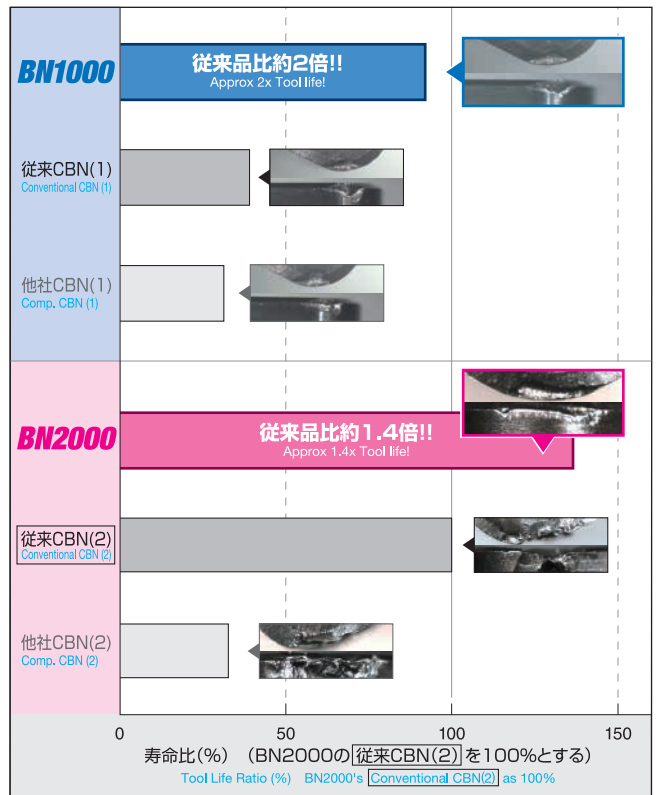 BN1000
従来品比約2倍!!
Approx 2x Tool life!
従来CBN(1)
Conventional CBN (1)
他社CBN(1)
Comp. CBN (1)
BN2000
従来品比約1.4倍!!
Approx 1.4x Tool life!
従来CBN(2)
Conventional CBN (2)
他社CBN(2)
Comp. CBN (2)
0 50 100 150
寿命比(%) (BN2000の従来CBN(2)を100%とする)
Tool Life Ratio (%) BN2000's Conventional CBN(2) as 100%